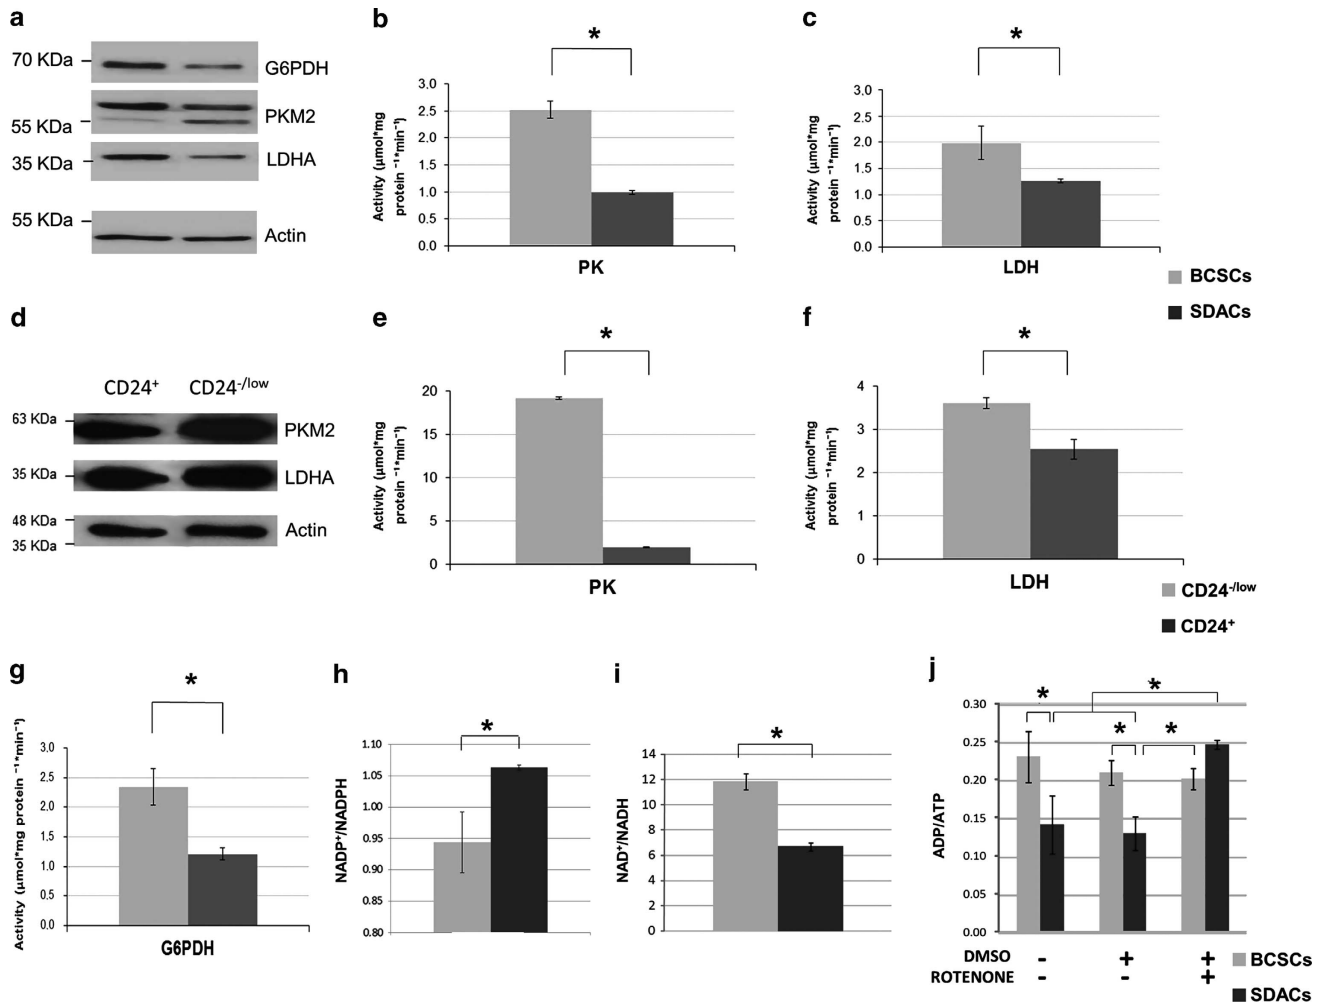 a
70 KDa
G6PDH
PKM2
55 KDa
35 KDa
LDHA
55 KDa
Actin
b
*
3.0
2.5
2.0
1.5
1.0
0.5
0.0
Activity (µmol*mg
protein ⁻¹*min⁻¹)
PK
c
*
3.0
2.5
2.0
1.5
1.0
0.5
0.0
Activity (µmol*mg
protein ⁻¹*min⁻¹)
LDH
BCSCs
SDACs
d
CD24⁺ CD24⁻/ˡᵒʷ
63 KDa
PKM2
35 KDa
LDHA
48 KDa
Actin
35 KDa
e
*
20
15
10
5
0
Activity (µmol*mg
protein ⁻¹*min⁻¹)
PK
f
*
4
3
2
1
0
Activity (µmol*mg
protein ⁻¹*min⁻¹)
LDH
CD24⁻/ˡᵒʷ
CD24⁺
g
*
3.0
2.5
2.0
1.5
1.0
0.5
0.0
Activity (µmol*mg protein ⁻¹*min⁻¹)
G6PDH
h
*
1.10
1.05
1.00
0.95
0.90
0.85
0.80
NADP⁺/NADPH
i
*
14
12
10
8
6
4
2
0
NAD⁺/NADH
j
*
*
*
*
0.30
0.25
0.20
0.15
0.10
0.05
0.00
ADP/ATP
DMSO - + +
ROTENONE - - +
BCSCs
SDACs